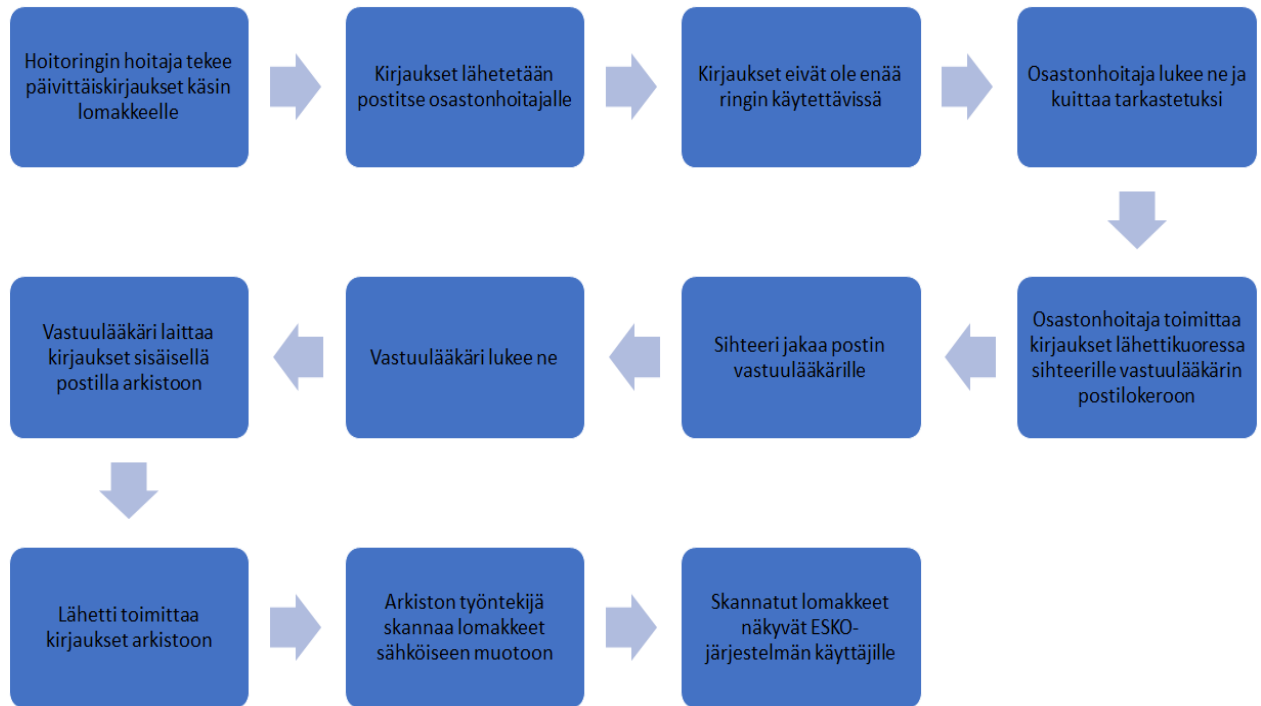 Hoitoringin hoitaja tekee
päivittäiskirjaukset käsin
lomakkeelle
Kirjaukset lähetetään
postitse osastonhoitajalle
Kirjaukset eivät ole enää
ringin käytettävissä
Osastonhoitaja lukee ne ja
kuittaa tarkastetuksi
Osastonhoitaja toimittaa
kirjaukset lähettikuoressa
sihteerille vastuulääkärin
postilokeroon
Sihteeri jakaa postin
vastuulääkärille
Vastuulääkäri lukee ne
Vastuulääkäri laittaa
kirjaukset sisäisellä
postilla arkistoon
Lähetti toimittaa
kirjaukset arkistoon
Arkiston työntekijä
skannaa lomakkeet
sähköiseen muotoon
Skannatut lomakkeet
näkyvät ESKO-
järjestelmän käyttäjille